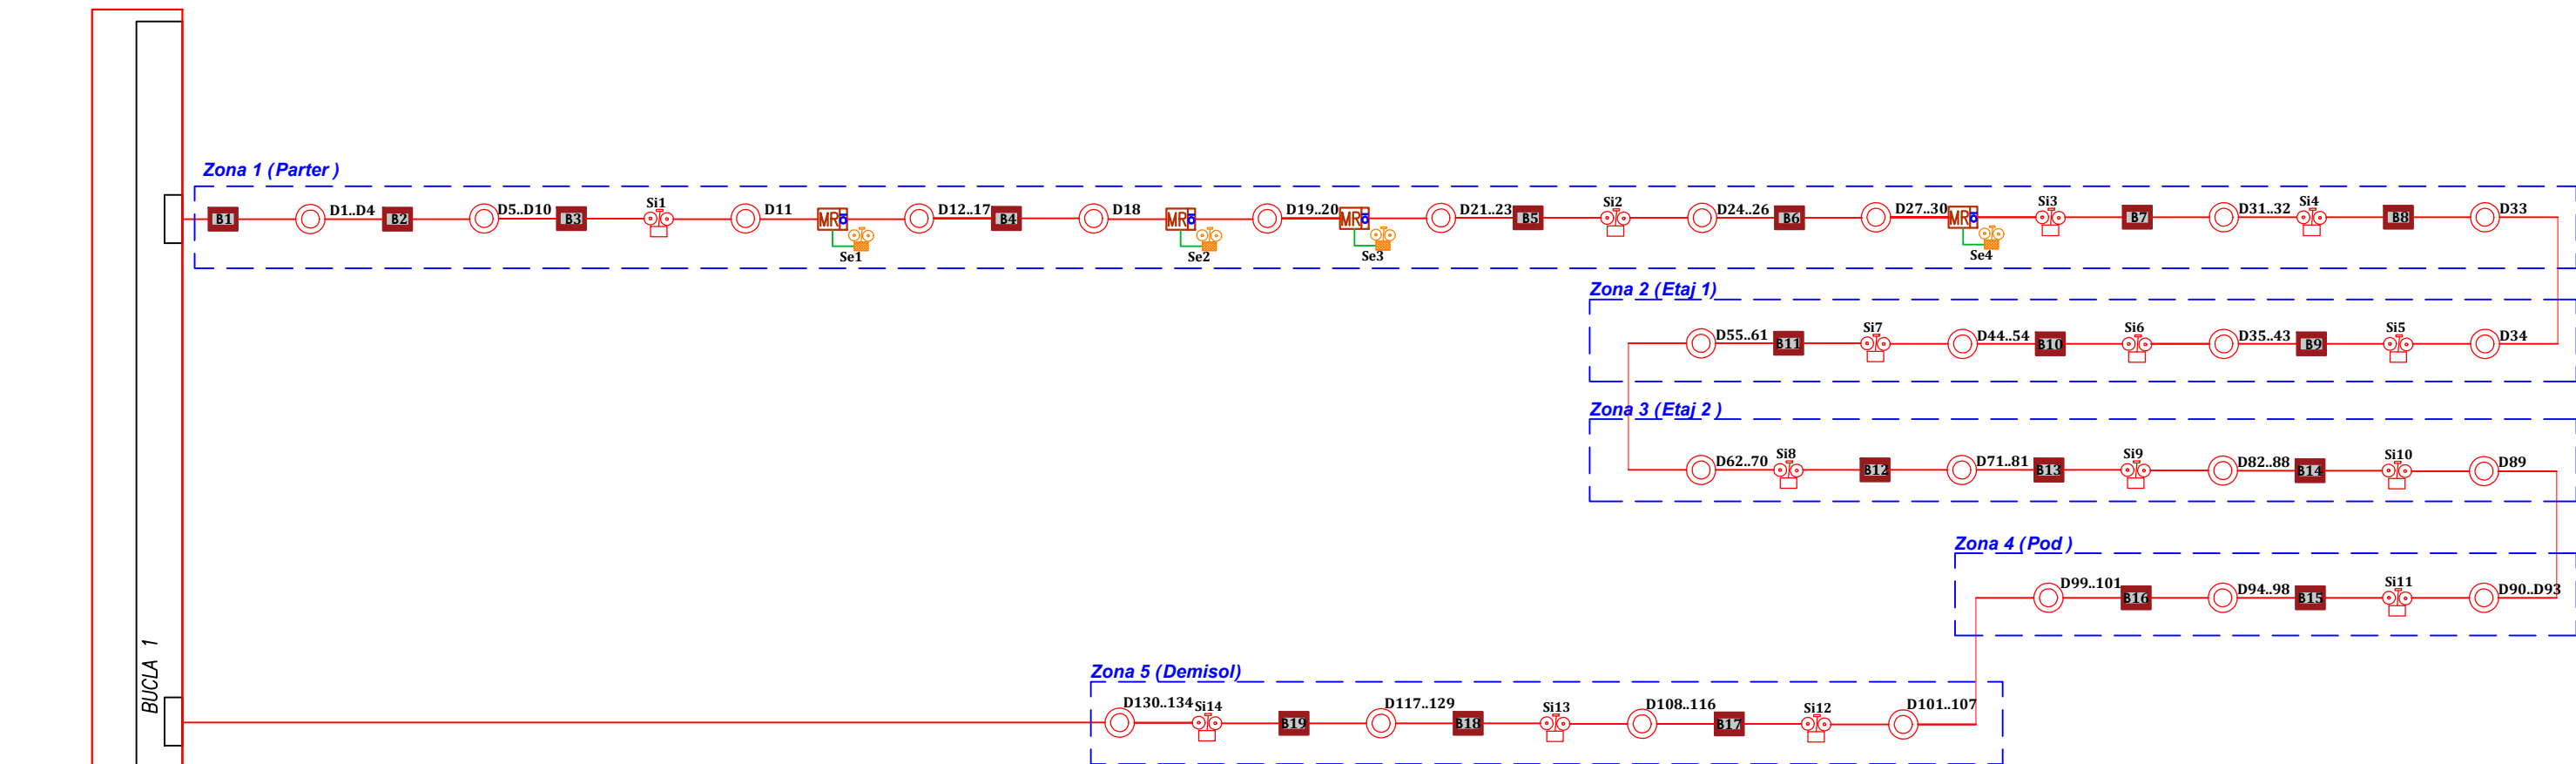 Zona 1 (Parter )
B1 D1..D4 B2 D5..D10 B3 Si1 D11 MR D12..17 B4 D18 MR D19..20 MR D21..23 B5 Si2 D24..26 B6 D27..30 MR Si3 B7 D31..32 Si4 B8 D33
Se1 Se2 Se3 Se4
Zona 2 (Etaj 1)
D55..61 B11 Si7 D44..54 B10 Si6 D35..43 B9 Si5 D34
Zona 3 (Etaj 2 )
D62..70 Si8 B12 D71..81 B13 Si9 D82..88 B14 Si10 D89
Zona 4 (Pod )
D99..101 B16 D94..98 B15 Si11 D90..D93
BUCLA 1
Zona 5 (Demisol)
D130..134 Si14 B19 D117..129 B18 Si13 D108..116 B17 Si12 D101..107